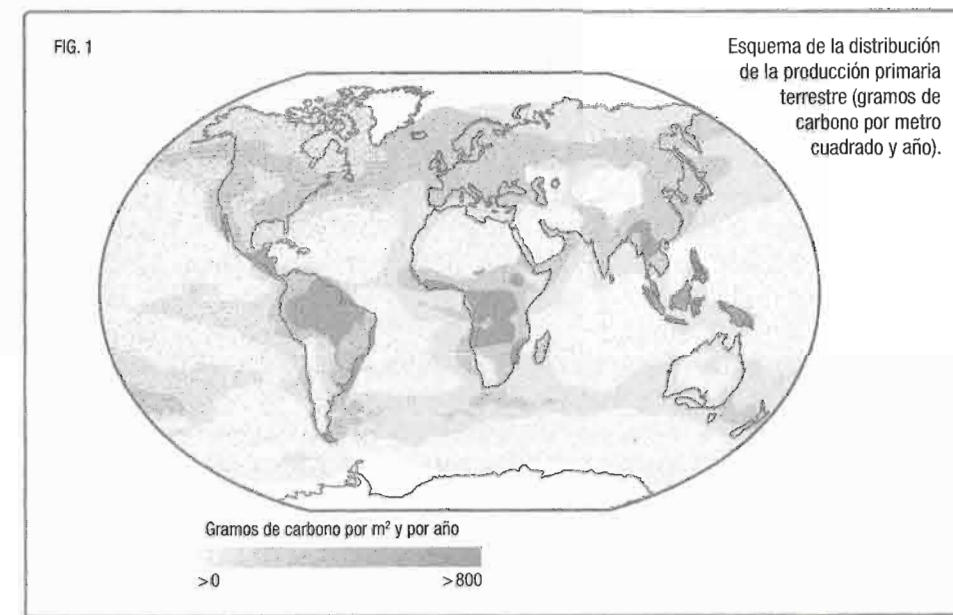 FIG. 1
Esquema de la distribución
de la producción primaria
terrestre (gramos de
carbono por metro
cuadrado y año).
Gramos de carbono por m² y por año
>0
>800